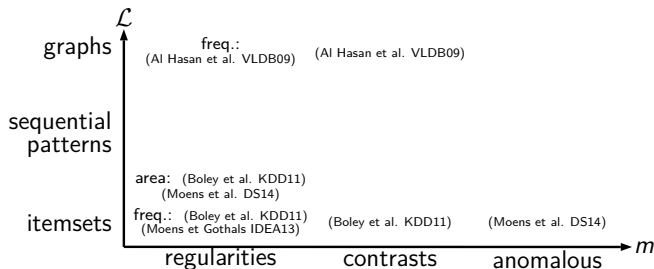 ℒ
graphs
freq.:
(Al Hasan et al. VLDB09)
(Al Hasan et al. VLDB09)
sequential
patterns
area: (Boley et al. KDD11)
(Moens et al. DS14)
itemsets
freq.: (Boley et al. KDD11)
(Moens et Gothals IDEA13)
(Boley et al. KDD11)
(Moens et al. DS14)
m
regularities
contrasts
anomalous